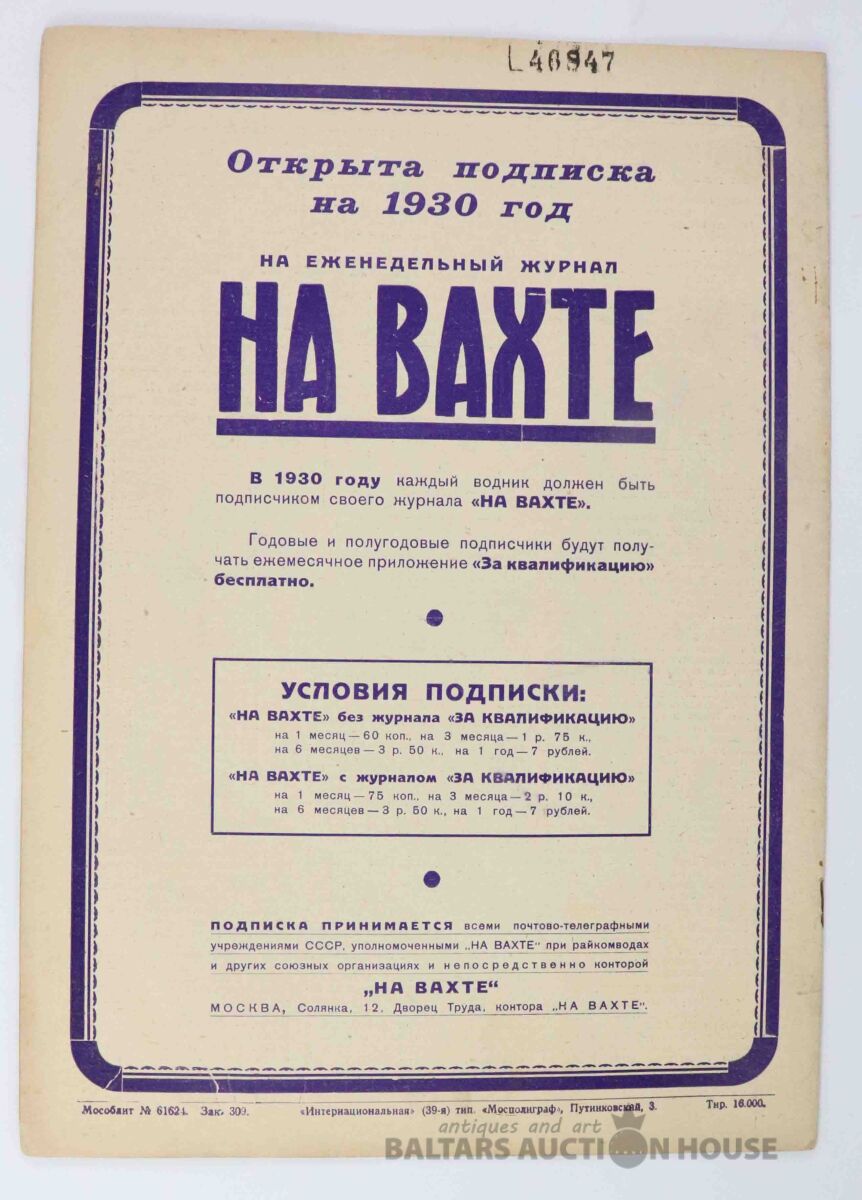 L46947
Открыта подписка
на 1930 год
НА ЕЖЕНЕДЕЛЬНЫЙ ЖУРНАЛ
НА ВАХТЕ
В 1930 году каждый водник должен быть
подписчиком своего журнала «НА ВАХТЕ».
Годовые и полугодовые подписчики будут полу-
чать ежемесячное приложение «За квалификацию»
бесплатно.
УСЛОВИЯ ПОДПИСКИ:
«НА ВАХТЕ» без журнала «ЗА КВАЛИФИКАЦИЮ»
на 1 месяц — 60 коп., на 3 месяца — 1 р. 75 к.,
на 6 месяцев — 3 р. 50 к., на 1 год — 7 рублей.
«НА ВАХТЕ» с журналом «ЗА КВАЛИФИКАЦИЮ»
на 1 месяц — 75 коп., на 3 месяца — 2 р. 10 к.,
на 6 месяцев — 3 р. 50 к., на 1 год — 7 рублей.
ПОДПИСКА ПРИНИМАЕТСЯ всеми почтово-телеграфными
учреждениями СССР, уполномоченными „НА ВАХТЕ“ при райкомводах
и других союзных организациях и непосредственно конторой
„НА ВАХТЕ“
МОСКВА, Солянка, 12, Дворец Труда, контора „НА ВАХТЕ“.
Мособлит № 61624. Зак. 309. «Интернациональная» (39-я) тип. «Мосполиграф», Путинковский, 3. Тир. 16.000.
antiques and art
BALTARS AUCTION HOUSE